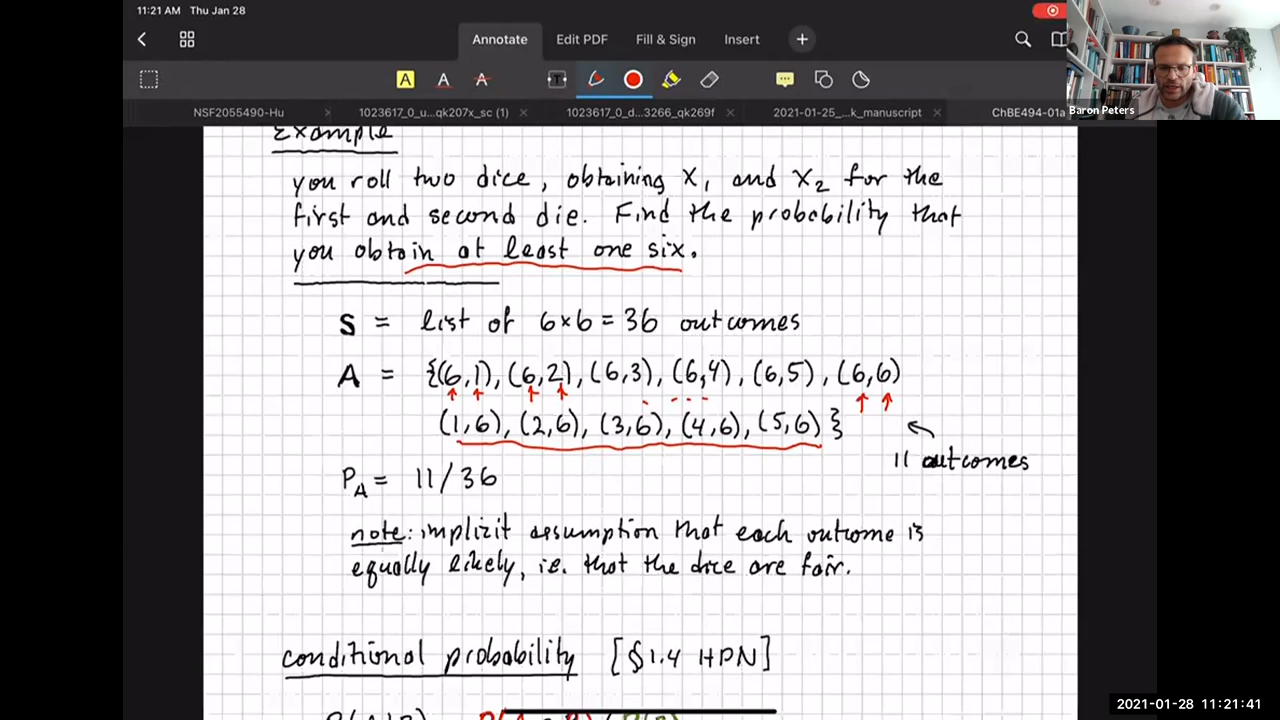 11:21 AM Thu Jan 28
Annotate Edit PDF Fill & Sign Insert
Baron Peters
NSF2055490-Hu 1023617_0_u...qk207x_sc (1) 1023617_0_d...3266_qk269f 2021-01-25_...k_manuscript ChBE494-01a
Example
you roll two dice, obtaining X1 and X2 for the
first and second die. Find the probability that
you obtain at least one six.
S = list of 6×6 = 36 outcomes
A = {(6,1), (6,2), (6,3), (6,4), (6,5), (6,6)
(1,6), (2,6), (3,6), (4,6), (5,6) }
11 outcomes
PA = 11/36
note: implizit assumption that each outcome is
equally likely, i.e. that the dice are fair.
conditional probability [§1.4 HPN]
2021-01-28 11:21:41